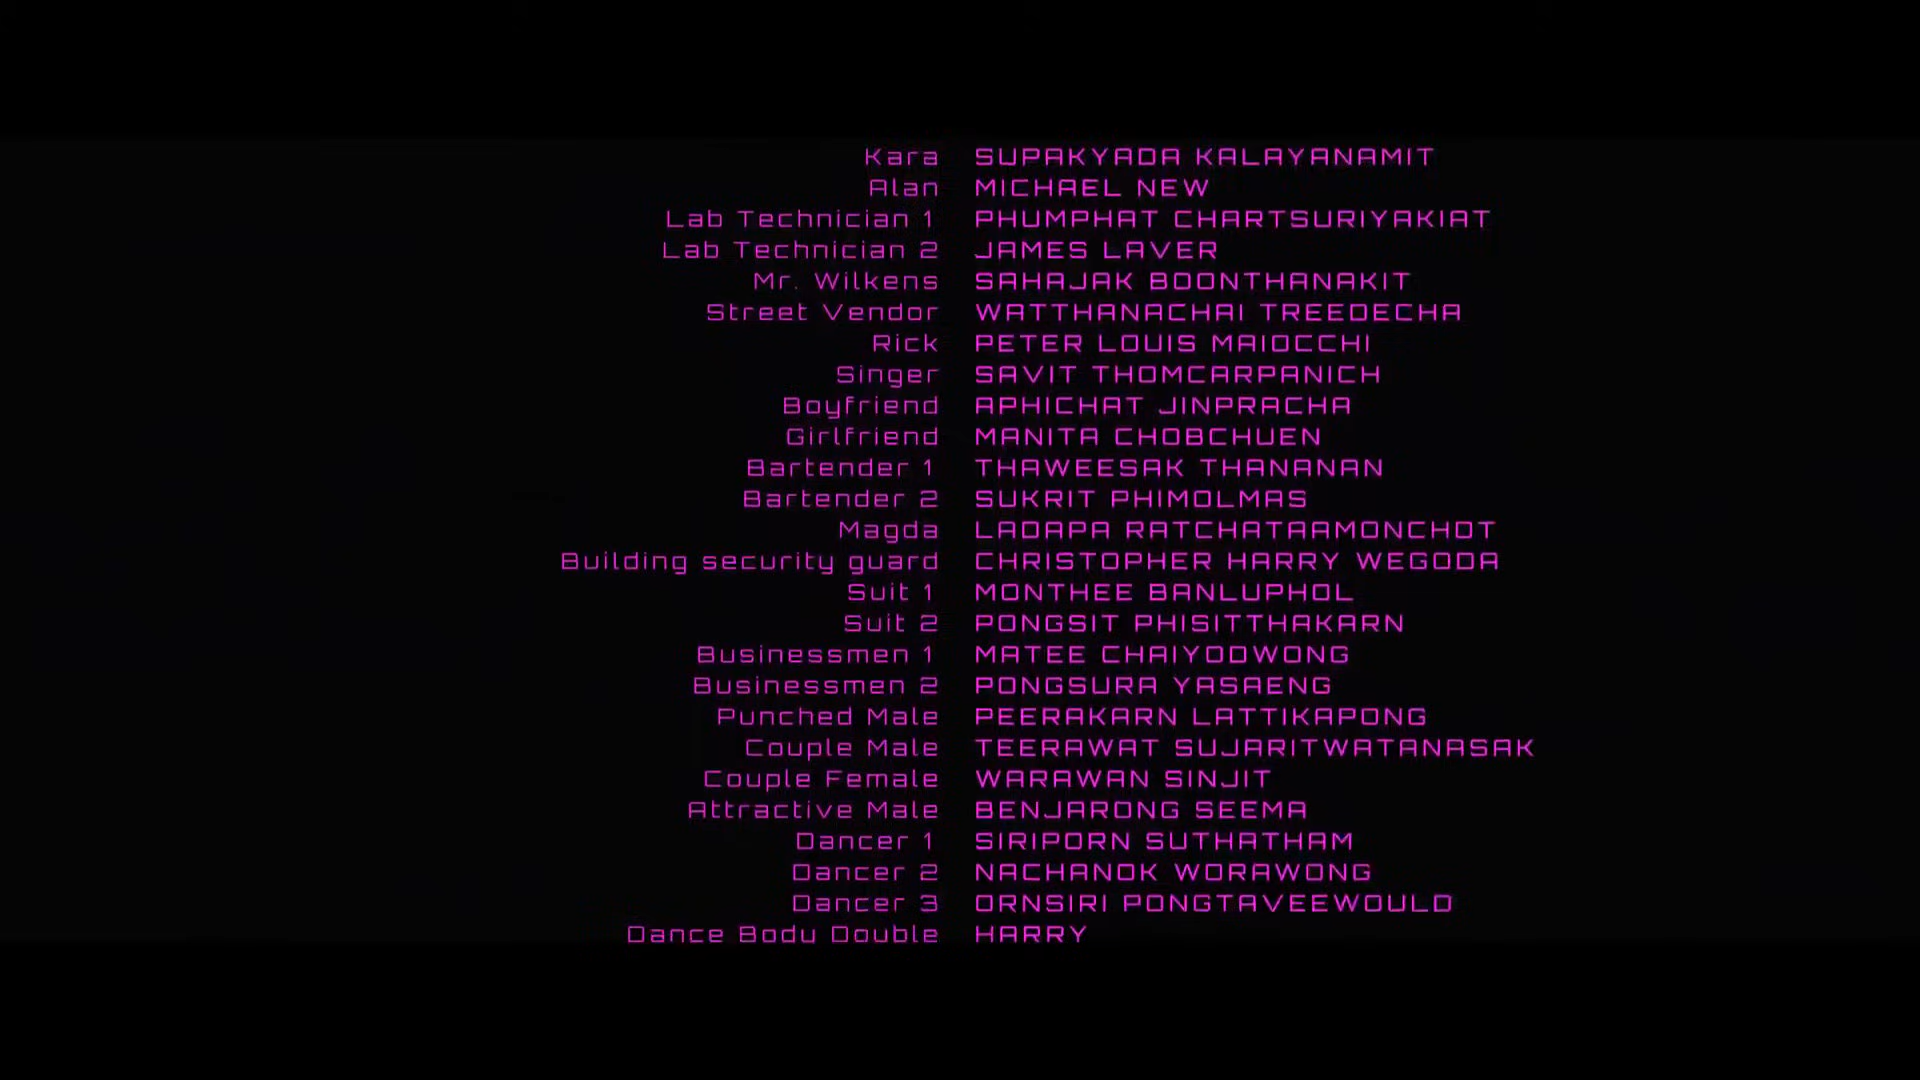 Kara SUPAKYADA KALAYANAMIT
Alan MICHAEL NEW
Lab Technician 1 PHUMPHAT CHARTSURIYAKIAT
Lab Technician 2 JAMES LAVER
Mr. Wilkens SAHAJAK BOONTHANAKIT
Street Vendor WATTHANACHAI TREEDECHA
Rick PETER LOUIS MAIOCCHI
Singer SAVIT THOMCARPANICH
Boyfriend APHICHAT JINPRACHA
Girlfriend MANITA CHOBCHUEN
Bartender 1 THAWEESAK THANANAN
Bartender 2 SUKRIT PHIMOLMAS
Magda LADAPA RATCHATAAMONCHOT
Building security guard CHRISTOPHER HARRY WEGODA
Suit 1 MONTHEE BANLUPHOL
Suit 2 PONGSIT PHISITTHAKARN
Businessmen 1 MATEE CHAIYODWONG
Businessmen 2 PONGSURA YASAENG
Punched Male PEERAKARN LATTIKAPONG
Couple Male TEERAWAT SUJARITWATANASAK
Couple Female WARAWAN SINJIT
Attractive Male BENJARONG SEEMA
Dancer 1 SIRIPORN SUTHATHAM
Dancer 2 NACHANOK WORAWONG
Dancer 3 ORNSIRI PONGTAVEEWOULD
Dance Body Double HARRY